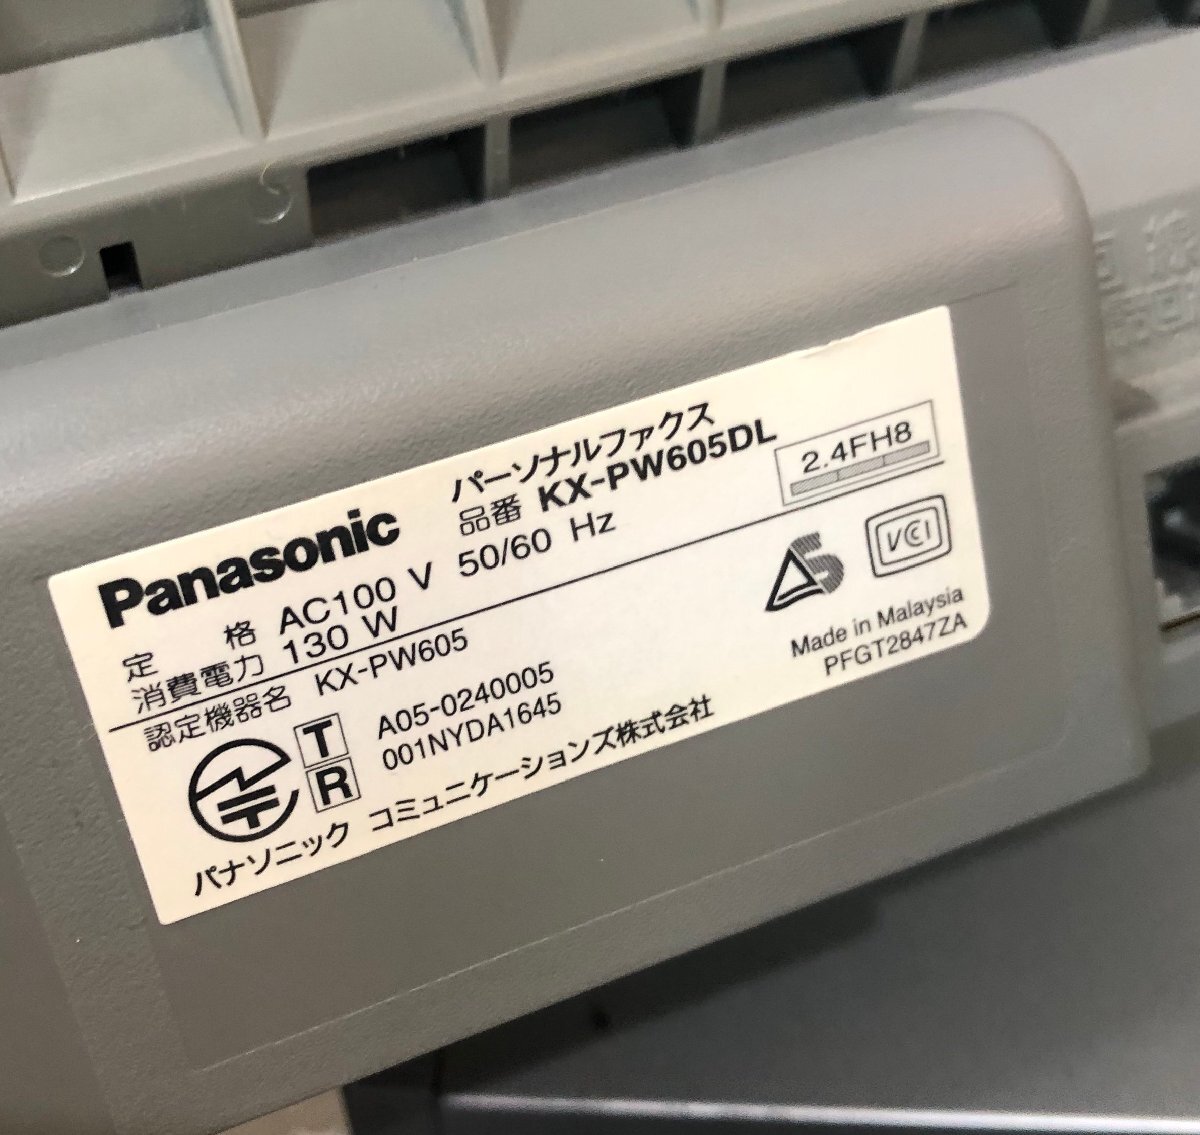 Panasonic
パーソナルファクス
品番 KX-PW605DL
2.4FH8
定 格 AC100 V 50/60 Hz
消費電力 130 W
認定機器名 KX-PW605
T A05-0240005
R 001NYDA1645
パナソニック コミュニケーションズ株式会社
S
VCCI
Made in Malaysia
PFGT2847ZA